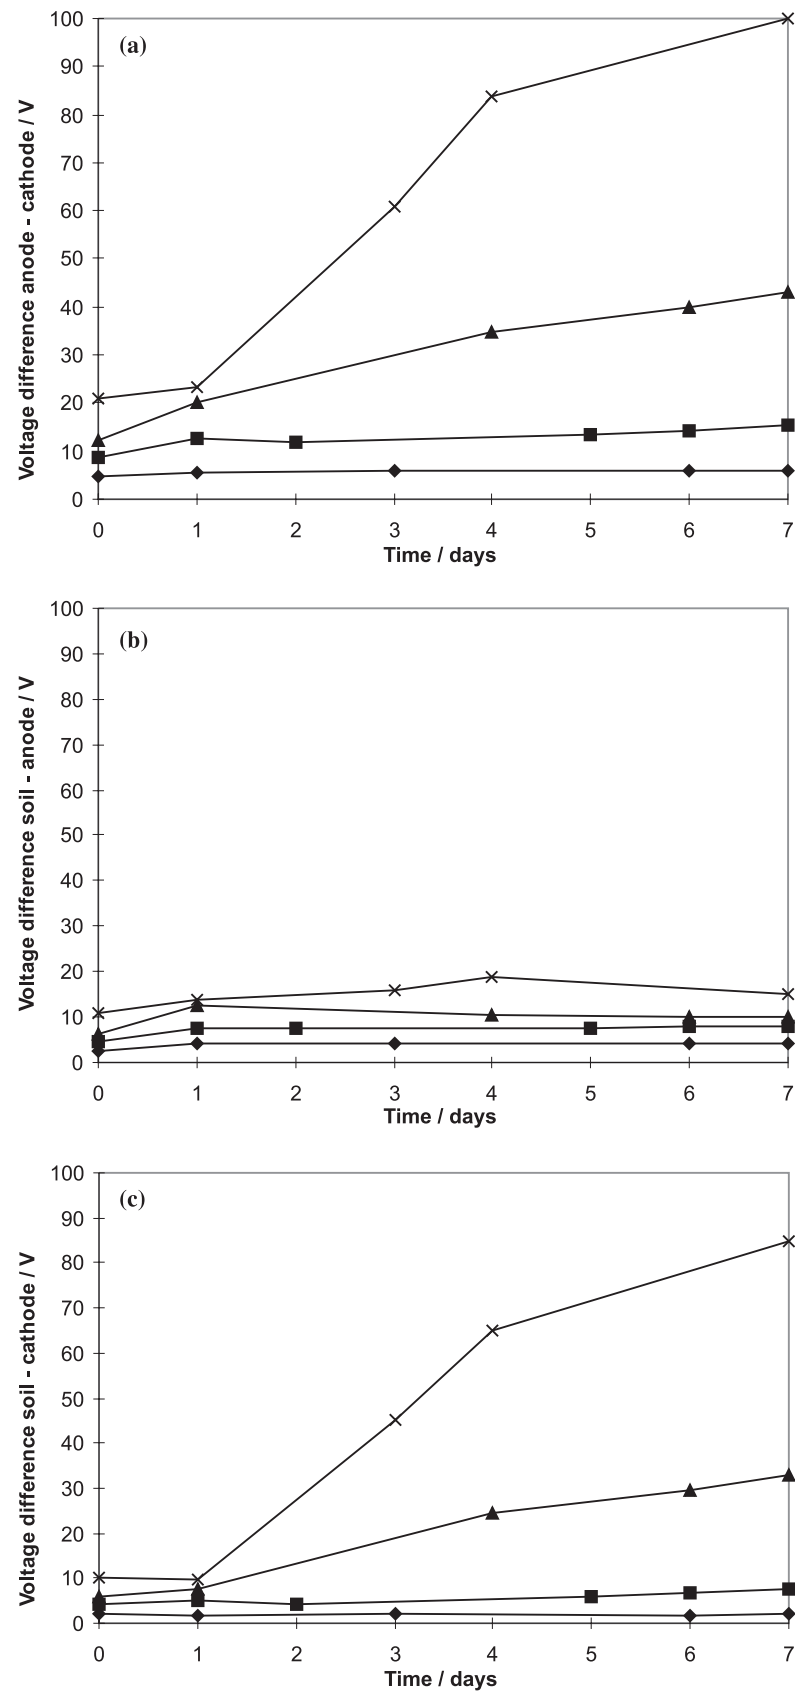 (a)
Voltage difference anode - cathode / V
100
90
80
70
60
50
40
30
20
10
0
0 1 2 3 4 5 6 7
Time / days
(b)
Voltage difference soil - anode / V
100
90
80
70
60
50
40
30
20
10
0
0 1 2 3 4 5 6 7
Time / days
(c)
Voltage difference soil - cathode / V
100
90
80
70
60
50
40
30
20
10
0
0 1 2 3 4 5 6 7
Time / days